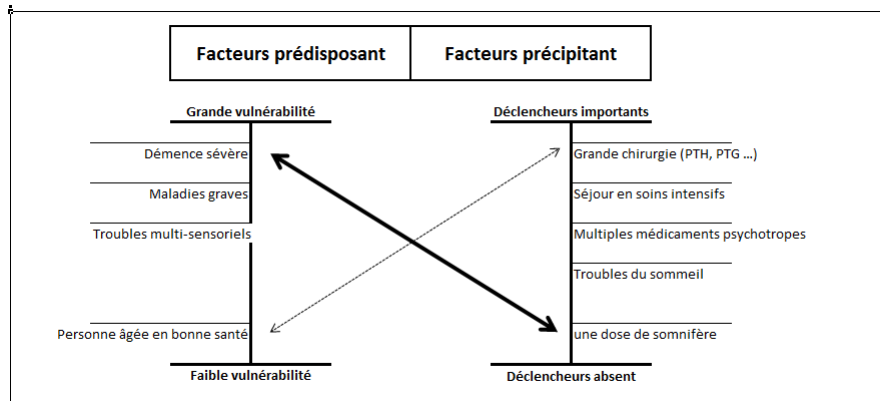 Facteurs prédisposant
Facteurs précipitant
Grande vulnérabilité
Déclencheurs importants
Démence sévère
Grande chirurgie (PTH, PTG ...)
Maladies graves
Séjour en soins intensifs
Troubles multi-sensoriels
Multiples médicaments psychotropes
Troubles du sommeil
Personne âgée en bonne santé
une dose de somnifère
Faible vulnérabilité
Déclencheurs absent